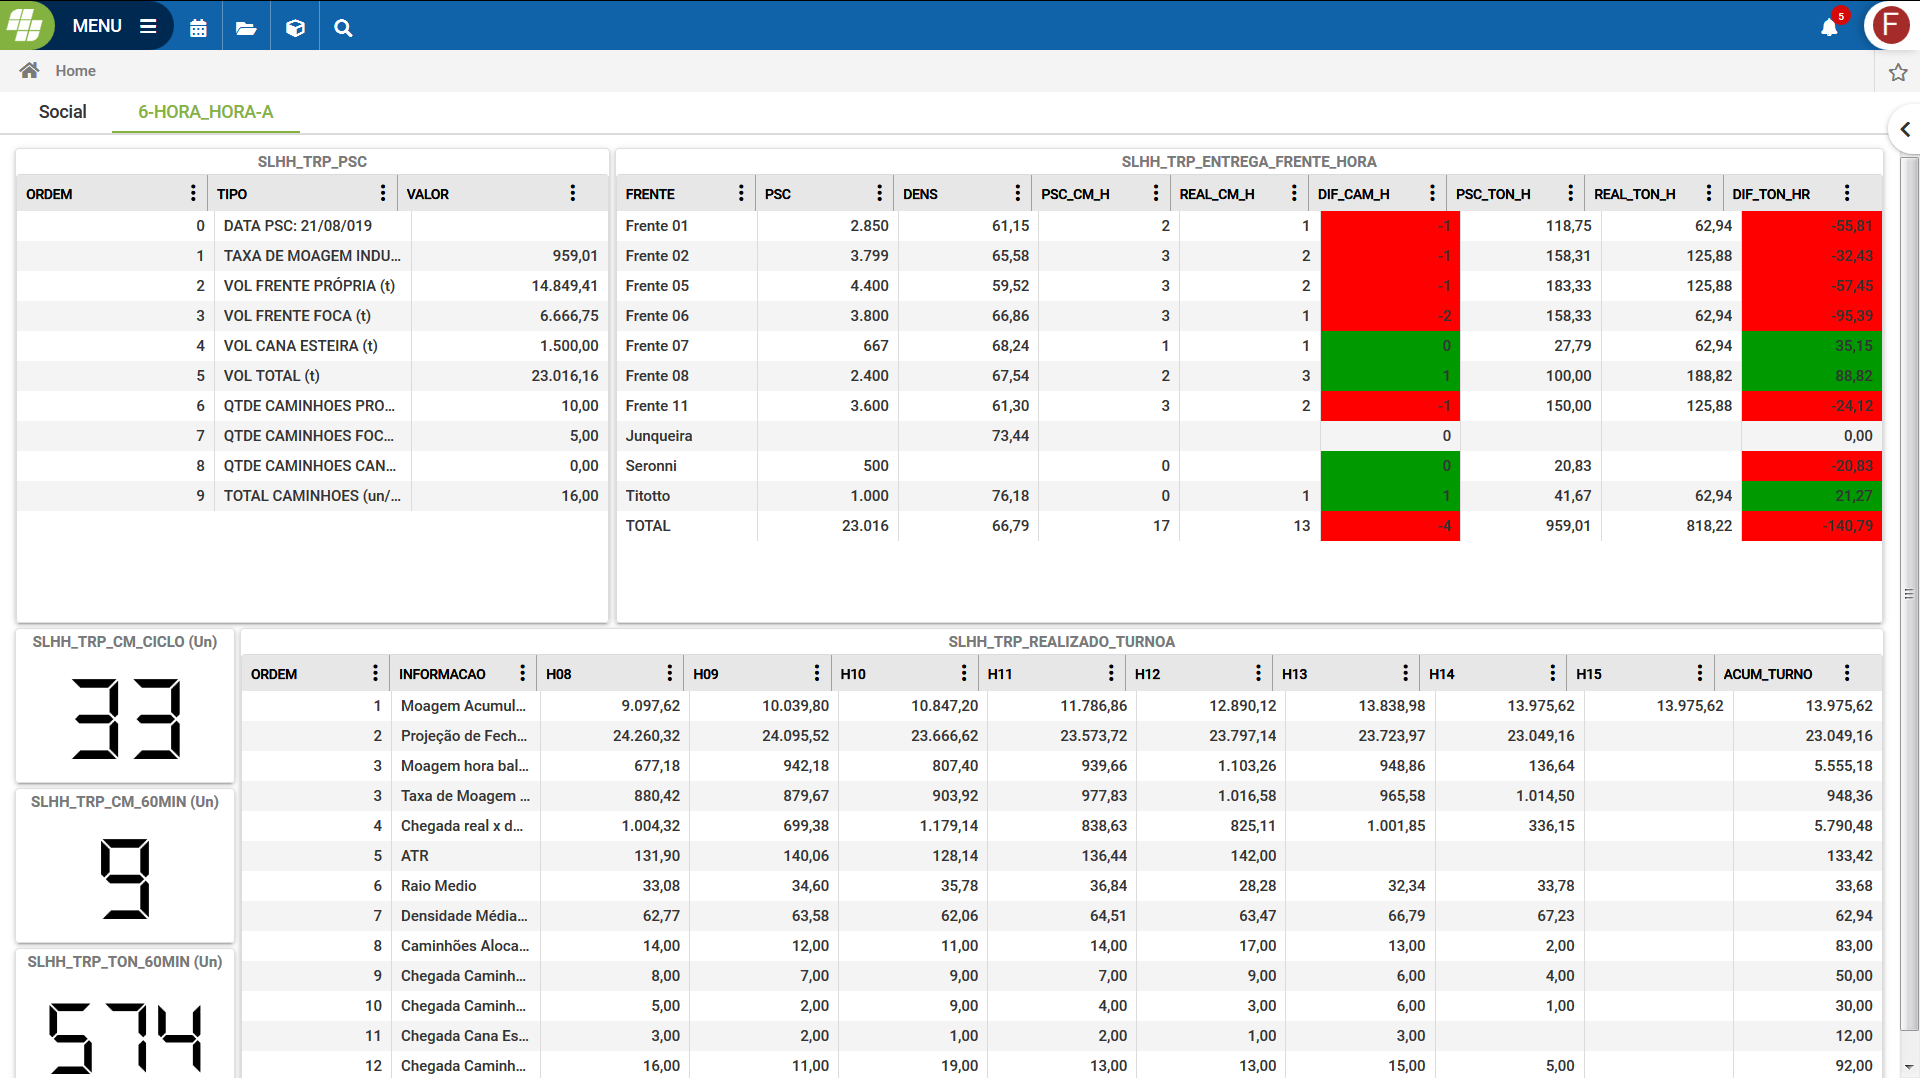 MENU
5
F
Home
Social
6-HORA_HORA-A
SLHH_TRP_PSC
ORDEM TIPO VALOR
0 DATA PSC: 21/08/019
1 TAXA DE MOAGEM INDU... 959,01
2 VOL FRENTE PRÓPRIA (t) 14.849,41
3 VOL FRENTE FOCA (t) 6.666,75
4 VOL CANA ESTEIRA (t) 1.500,00
5 VOL TOTAL (t) 23.016,16
6 QTDE CAMINHOES PRO... 10,00
7 QTDE CAMINHOES FOC... 5,00
8 QTDE CAMINHOES CAN... 0,00
9 TOTAL CAMINHOES (un/... 16,00
SLHH_TRP_ENTREGA_FRENTE_HORA
FRENTE PSC DENS PSC_CM_H REAL_CM_H DIF_CAM_H PSC_TON_H REAL_TON_H DIF_TON_HR
Frente 01 2.850 61,15 2 1 -1 118,75 62,94 -55,81
Frente 02 3.799 65,58 3 2 -1 158,31 125,88 -32,43
Frente 05 4.400 59,52 3 2 -1 183,33 125,88 -57,45
Frente 06 3.800 66,86 3 1 -2 158,33 62,94 -95,39
Frente 07 667 68,24 1 1 0 27,79 62,94 35,15
Frente 08 2.400 67,54 2 3 1 100,00 188,82 88,82
Frente 11 3.600 61,30 3 2 -1 150,00 125,88 -24,12
Junqueira 73,44 0 0,00
Seronni 500 0 0 20,83 -20,83
Titotto 1.000 76,18 0 1 1 41,67 62,94 21,27
TOTAL 23.016 66,79 17 13 -4 959,01 818,22 -140,79
SLHH_TRP_CM_CICLO (Un)
33
SLHH_TRP_CM_60MIN (Un)
9
SLHH_TRP_TON_60MIN (Un)
574
SLHH_TRP_REALIZADO_TURNOA
ORDEM INFORMACAO H08 H09 H10 H11 H12 H13 H14 H15 ACUM_TURNO
1 Moagem Acumul... 9.097,62 10.039,80 10.847,20 11.786,86 12.890,12 13.838,98 13.975,62 13.975,62 13.975,62
2 Projeção de Fech... 24.260,32 24.095,52 23.666,62 23.573,72 23.797,14 23.723,97 23.049,16 23.049,16
3 Moagem hora bal... 677,18 942,18 807,40 939,66 1.103,26 948,86 136,64 5.555,18
3 Taxa de Moagem ... 880,42 879,67 903,92 977,83 1.016,58 965,58 1.014,50 948,36
4 Chegada real x d... 1.004,32 699,38 1.179,14 838,63 825,11 1.001,85 336,15 5.790,48
5 ATR 131,90 140,06 128,14 136,44 142,00 133,42
6 Raio Medio 33,08 34,60 35,78 36,84 28,28 32,34 33,78 33,68
7 Densidade Média... 62,77 63,58 62,06 64,51 63,47 66,79 67,23 62,94
8 Caminhões Aloca... 14,00 12,00 11,00 14,00 17,00 13,00 2,00 83,00
9 Chegada Caminh... 8,00 7,00 9,00 7,00 9,00 6,00 4,00 50,00
10 Chegada Caminh... 5,00 2,00 9,00 4,00 3,00 6,00 1,00 30,00
11 Chegada Cana Es... 3,00 2,00 1,00 2,00 1,00 3,00 12,00
12 Chegada Caminh... 16,00 11,00 19,00 13,00 13,00 15,00 5,00 92,00